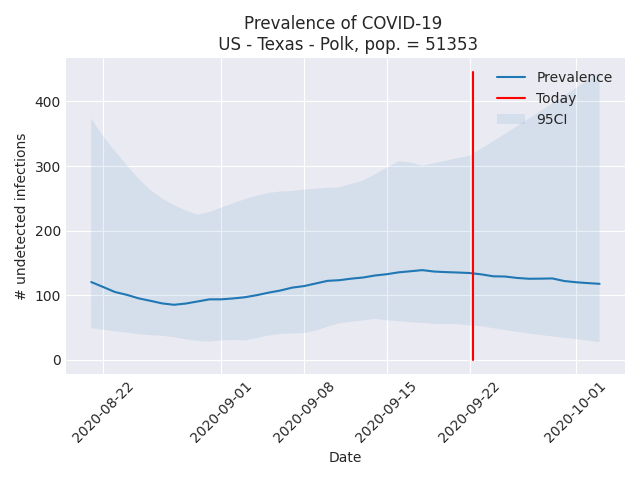 Prevalence of COVID-19
US - Texas - Polk, pop. = 51353
Prevalence
Today
95CI
# undetected infections
400
300
200
100
0
2020-08-22
2020-09-01
2020-09-08
2020-09-15
2020-09-22
2020-10-01
Date